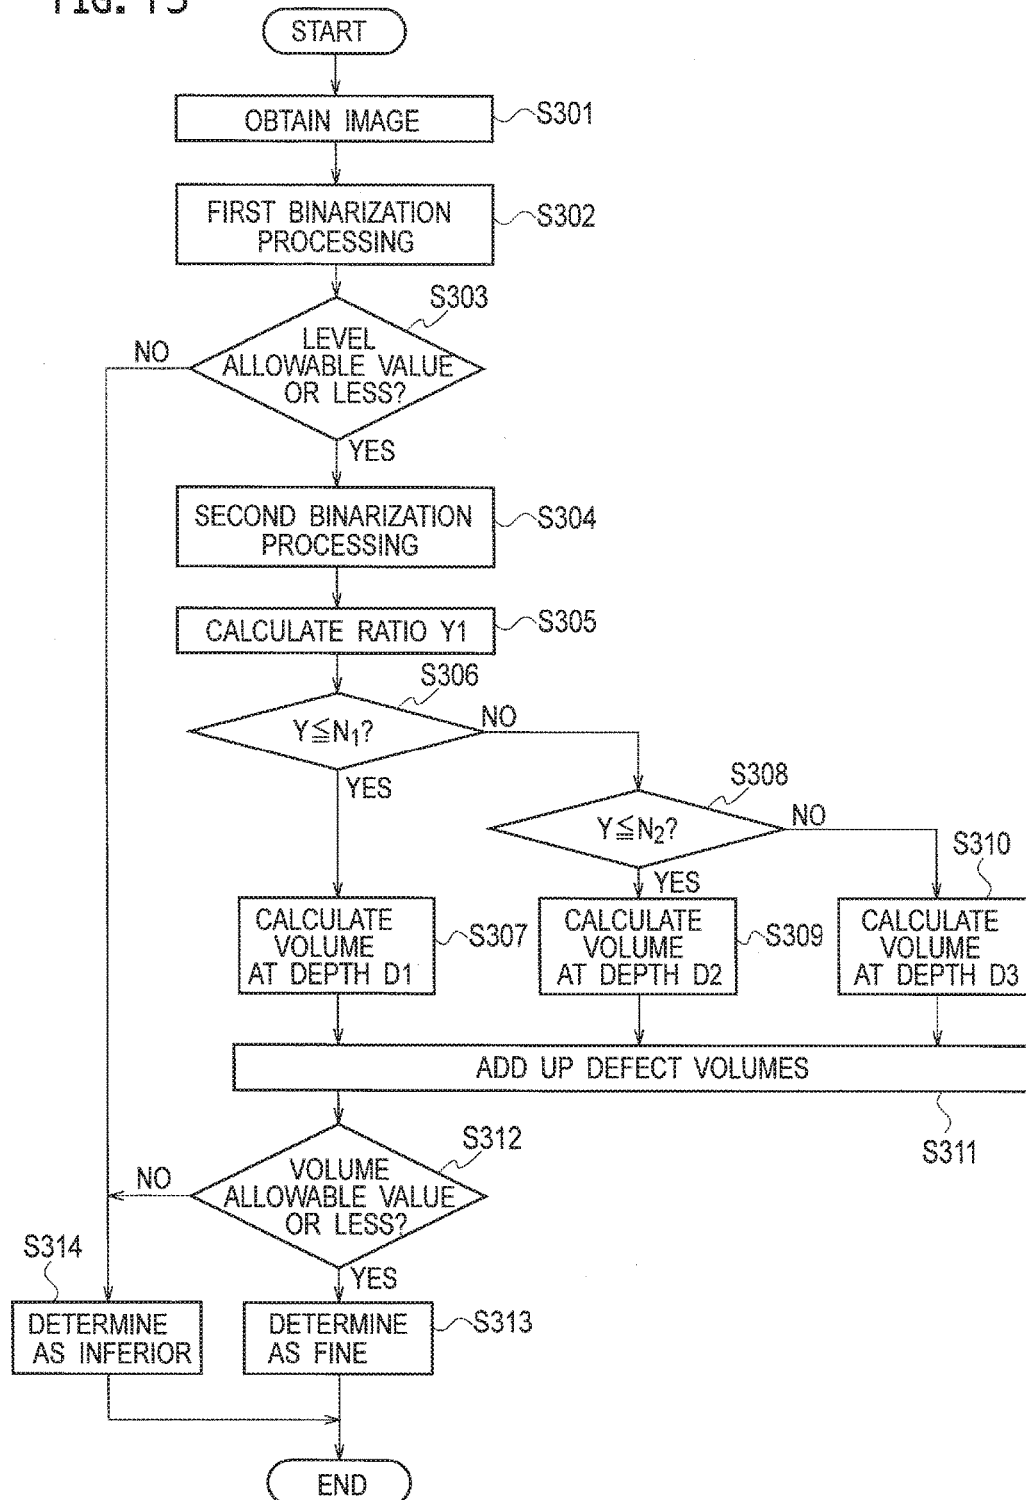 START
OBTAIN IMAGE
S301
FIRST BINARIZATION
PROCESSING
S302
S303
LEVEL
ALLOWABLE VALUE
OR LESS?
NO
YES
SECOND BINARIZATION
PROCESSING
S304
CALCULATE RATIO Y1
S305
S306
Y≦N1?
NO
YES
S308
Y≦N2?
NO
YES
S310
CALCULATE
VOLUME
AT DEPTH D1
S307
CALCULATE
VOLUME
AT DEPTH D2
S309
CALCULATE
VOLUME
AT DEPTH D3
ADD UP DEFECT VOLUMES
S311
S312
VOLUME
ALLOWABLE VALUE
OR LESS?
NO
YES
S314
DETERMINE
AS INFERIOR
DETERMINE
AS FINE
S313
END